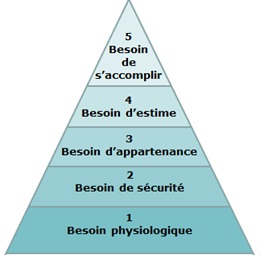 5
Besoin
de
s’accomplir
4
Besoin d’estime
3
Besoin d’appartenance
2
Besoin de sécurité
1
Besoin physiologique